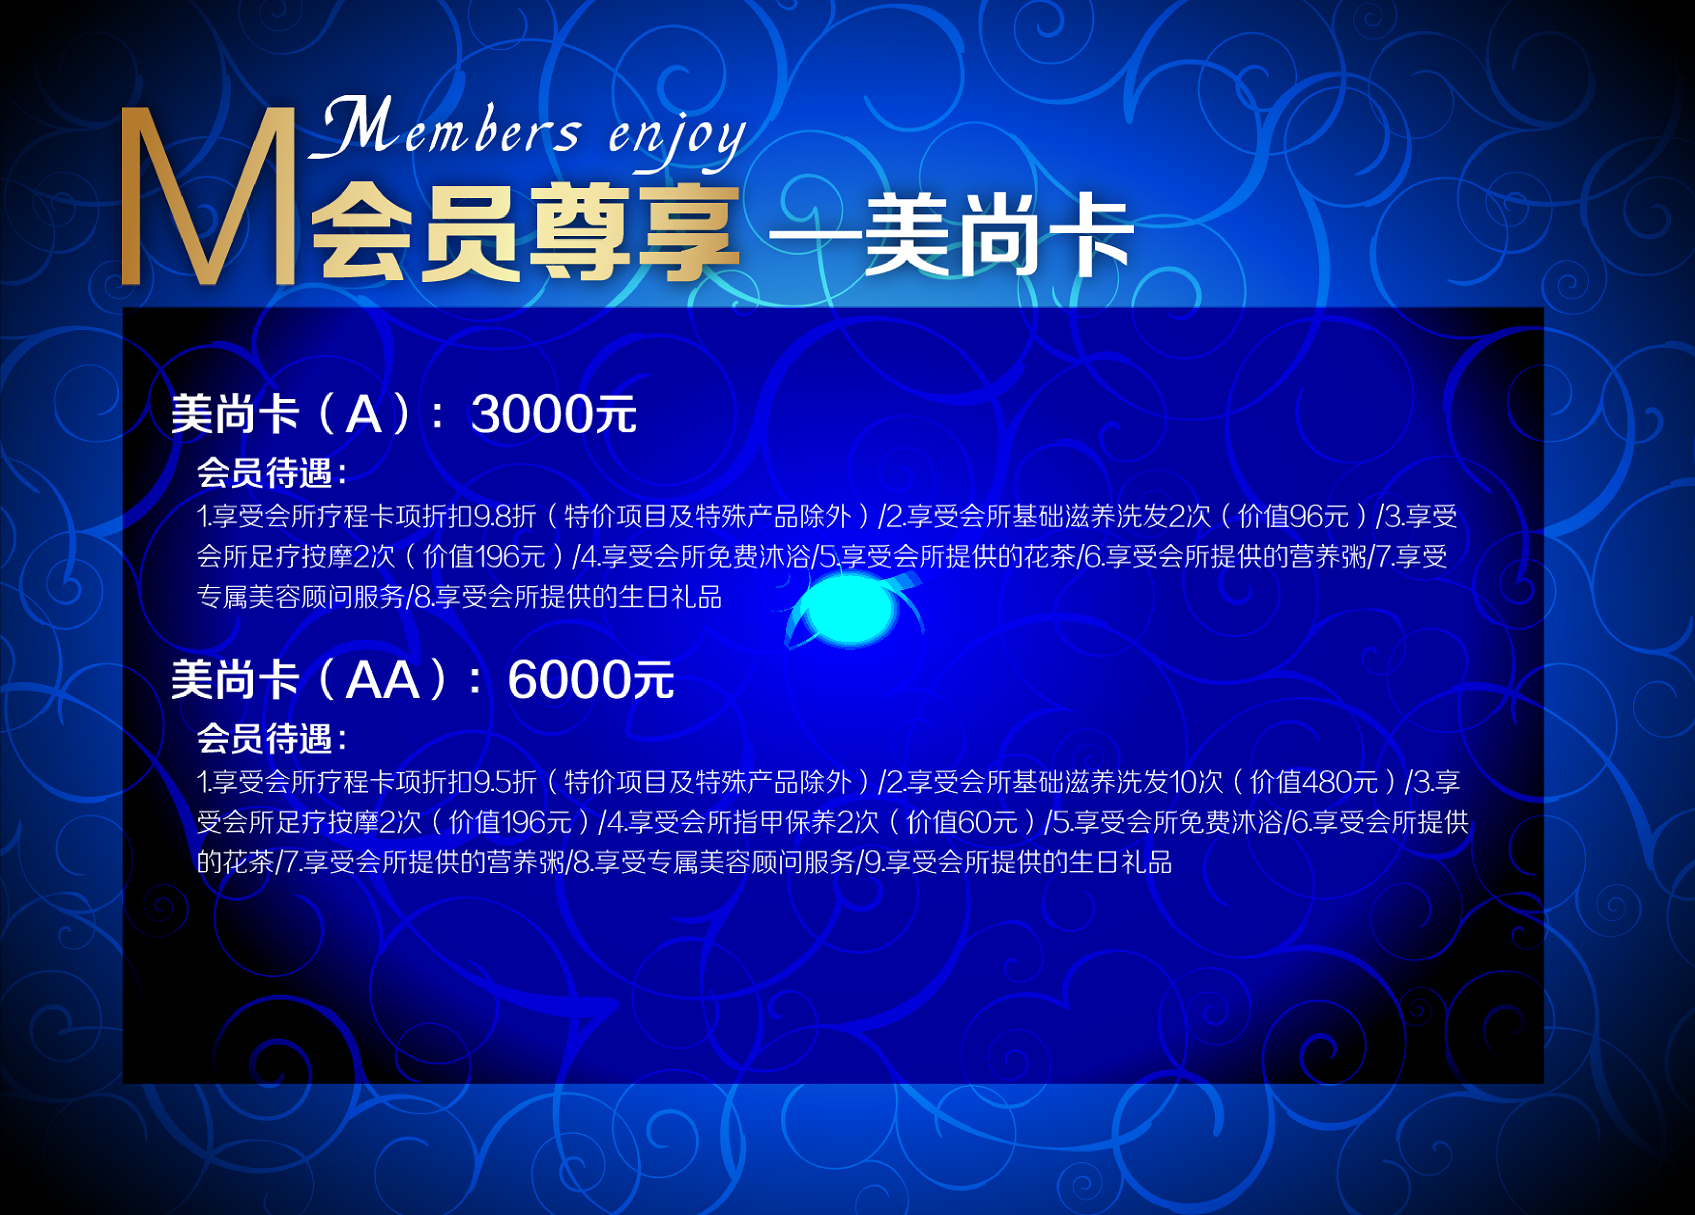 M
Members enjoy
会员尊享 —美尚卡
美尚卡（A）：3000元
会员待遇：
1.享受会所疗程卡项折扣9.8折（特价项目及特殊产品除外）/2.享受会所基础滋养洗发2次（价值96元）/3.享受
会所足疗按摩2次（价值196元）/4.享受会所免费沐浴/5.享受会所提供的花茶/6.享受会所提供的营养粥/7.享受
专属美容顾问服务/8.享受会所提供的生日礼品
美尚卡（AA）：6000元
会员待遇：
1.享受会所疗程卡项折扣9.5折（特价项目及特殊产品除外）/2.享受会所基础滋养洗发10次（价值480元）/3.享
受会所足疗按摩2次（价值196元）/4.享受会所指甲保养2次（价值60元）/5.享受会所免费沐浴/6.享受会所提供
的花茶/7.享受会所提供的营养粥/8.享受专属美容顾问服务/9.享受会所提供的生日礼品